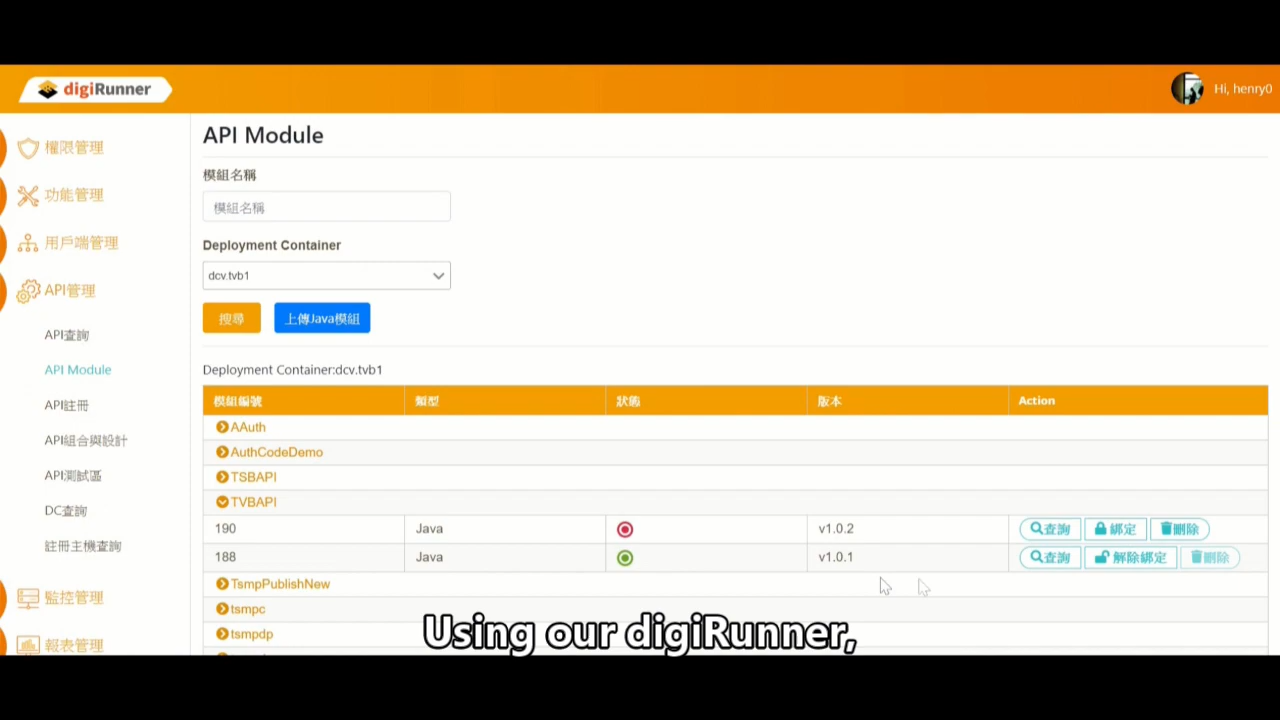 digiRunner
Hi, henry0
權限管理
功能管理
用戶端管理
API管理
API查詢
API Module
API註冊
API組合與設計
API測試區
DC查詢
註冊主機查詢
監控管理
報表管理
API Module
模組名稱
模組名稱
Deployment Container
dcv.tvb1
搜尋
上傳Java模組
Deployment Container:dcv.tvb1
模組編號 類型 狀態 版本 Action
AAuth
AuthCodeDemo
TSBAPI
TVBAPI
190 Java v1.0.2 查詢 綁定 刪除
188 Java v1.0.1 查詢 解除綁定 刪除
TsmpPublishNew
tsmpc
tsmpdp
Using our digiRunner,